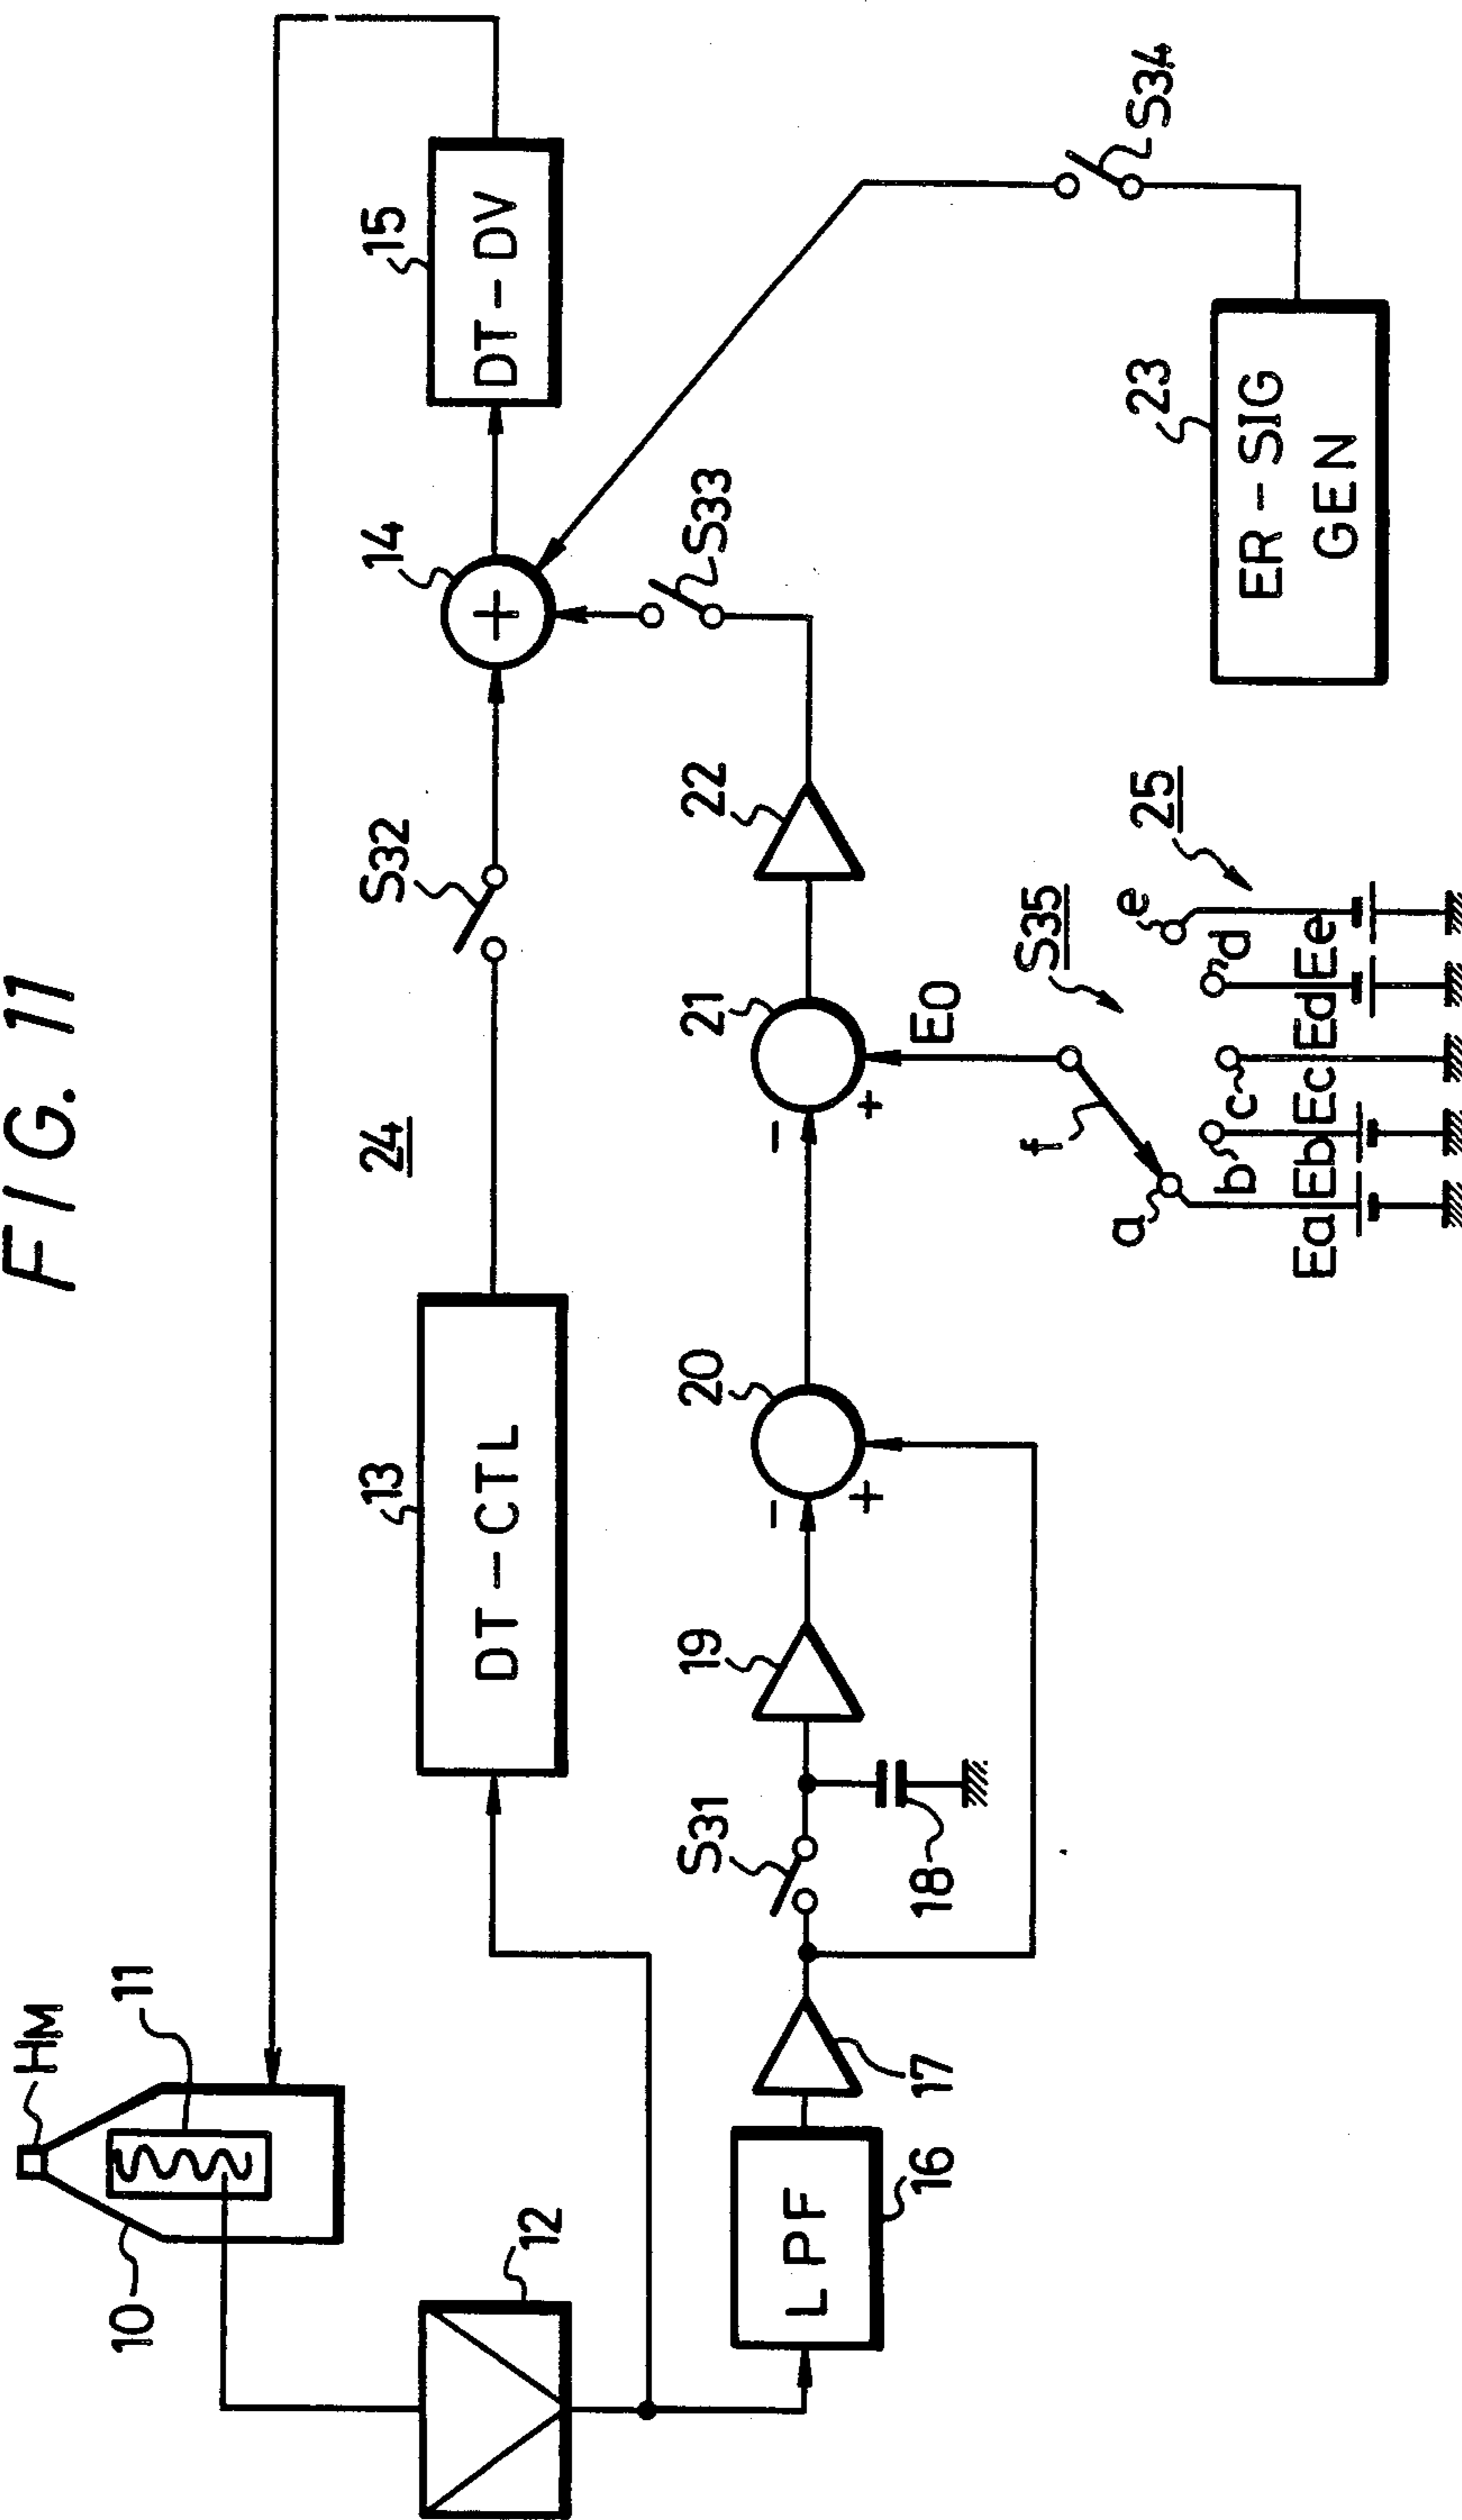 FIG. 11
HM
11
10
12
24
13
DT-CTL
S32
14
15
DT-DV
LPF
16
17
S31
18
19
20
-
+
21
-
+
22
S33
S34
E0
S35
25
f
a
b
c
d
e
Ea Eb Ec Ed Ee
23
ER-SIG
GEN